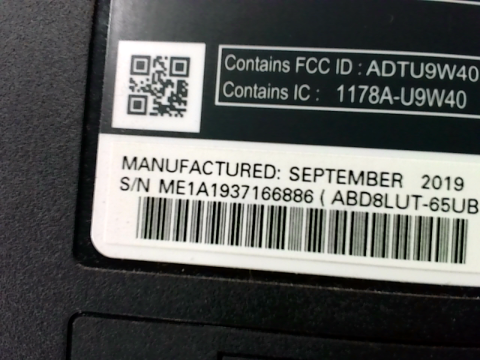 Contains FCC ID : ADTU9W40
Contains IC : 1178A-U9W40
MANUFACTURED: SEPTEMBER 2019
S/N ME1A1937166886 ( ABD8LUT-65UB